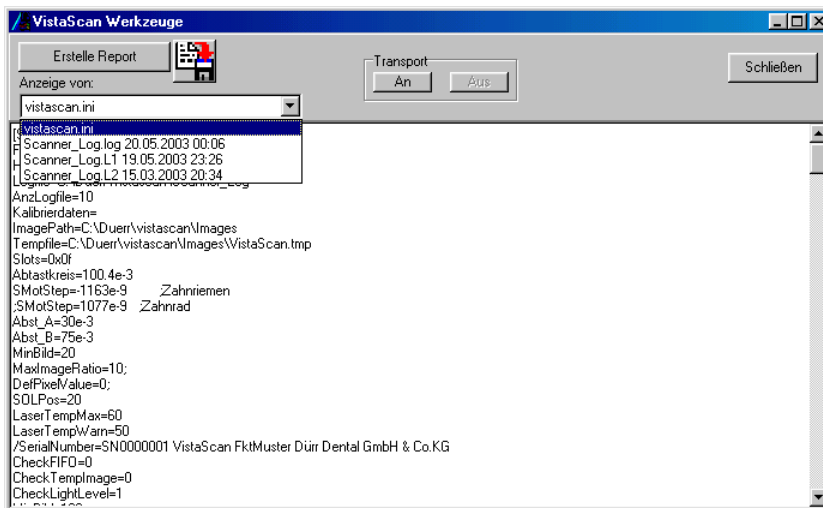 VistaScan Werkzeuge
Erstelle Report
Transport
An
Aus
Schließen
Anzeige von:
vistascan.ini
vistascan.ini
Scanner_Log.log 20.05.2003 00:06
Scanner_Log.L1 19.05.2003 23:26
Scanner_Log.L2 15.03.2003 20:34
AnzLogfile=10
Kalibrierdaten=
ImagePath=C:\Duerr\vistascan\Images
Tempfile=C:\Duerr\vistascan\Images\VistaScan.tmp
Slots=0x0f
Abtastkreis=100.4e-3
SMotStep=-1163e-9 ;Zahnriemen
;SMotStep=1077e-9 ;Zahnrad
Abst_A=30e-3
Abst_B=75e-3
MinBild=20
MaxImageRatio=10;
DefPixelValue=0;
SOLPos=20
LaserTempMax=60
LaserTempWarn=50
/SerialNumber=SN0000001 VistaScan FktMuster Dürr Dental GmbH & Co.KG
CheckFIFO=0
CheckTempImage=0
CheckLightLevel=1